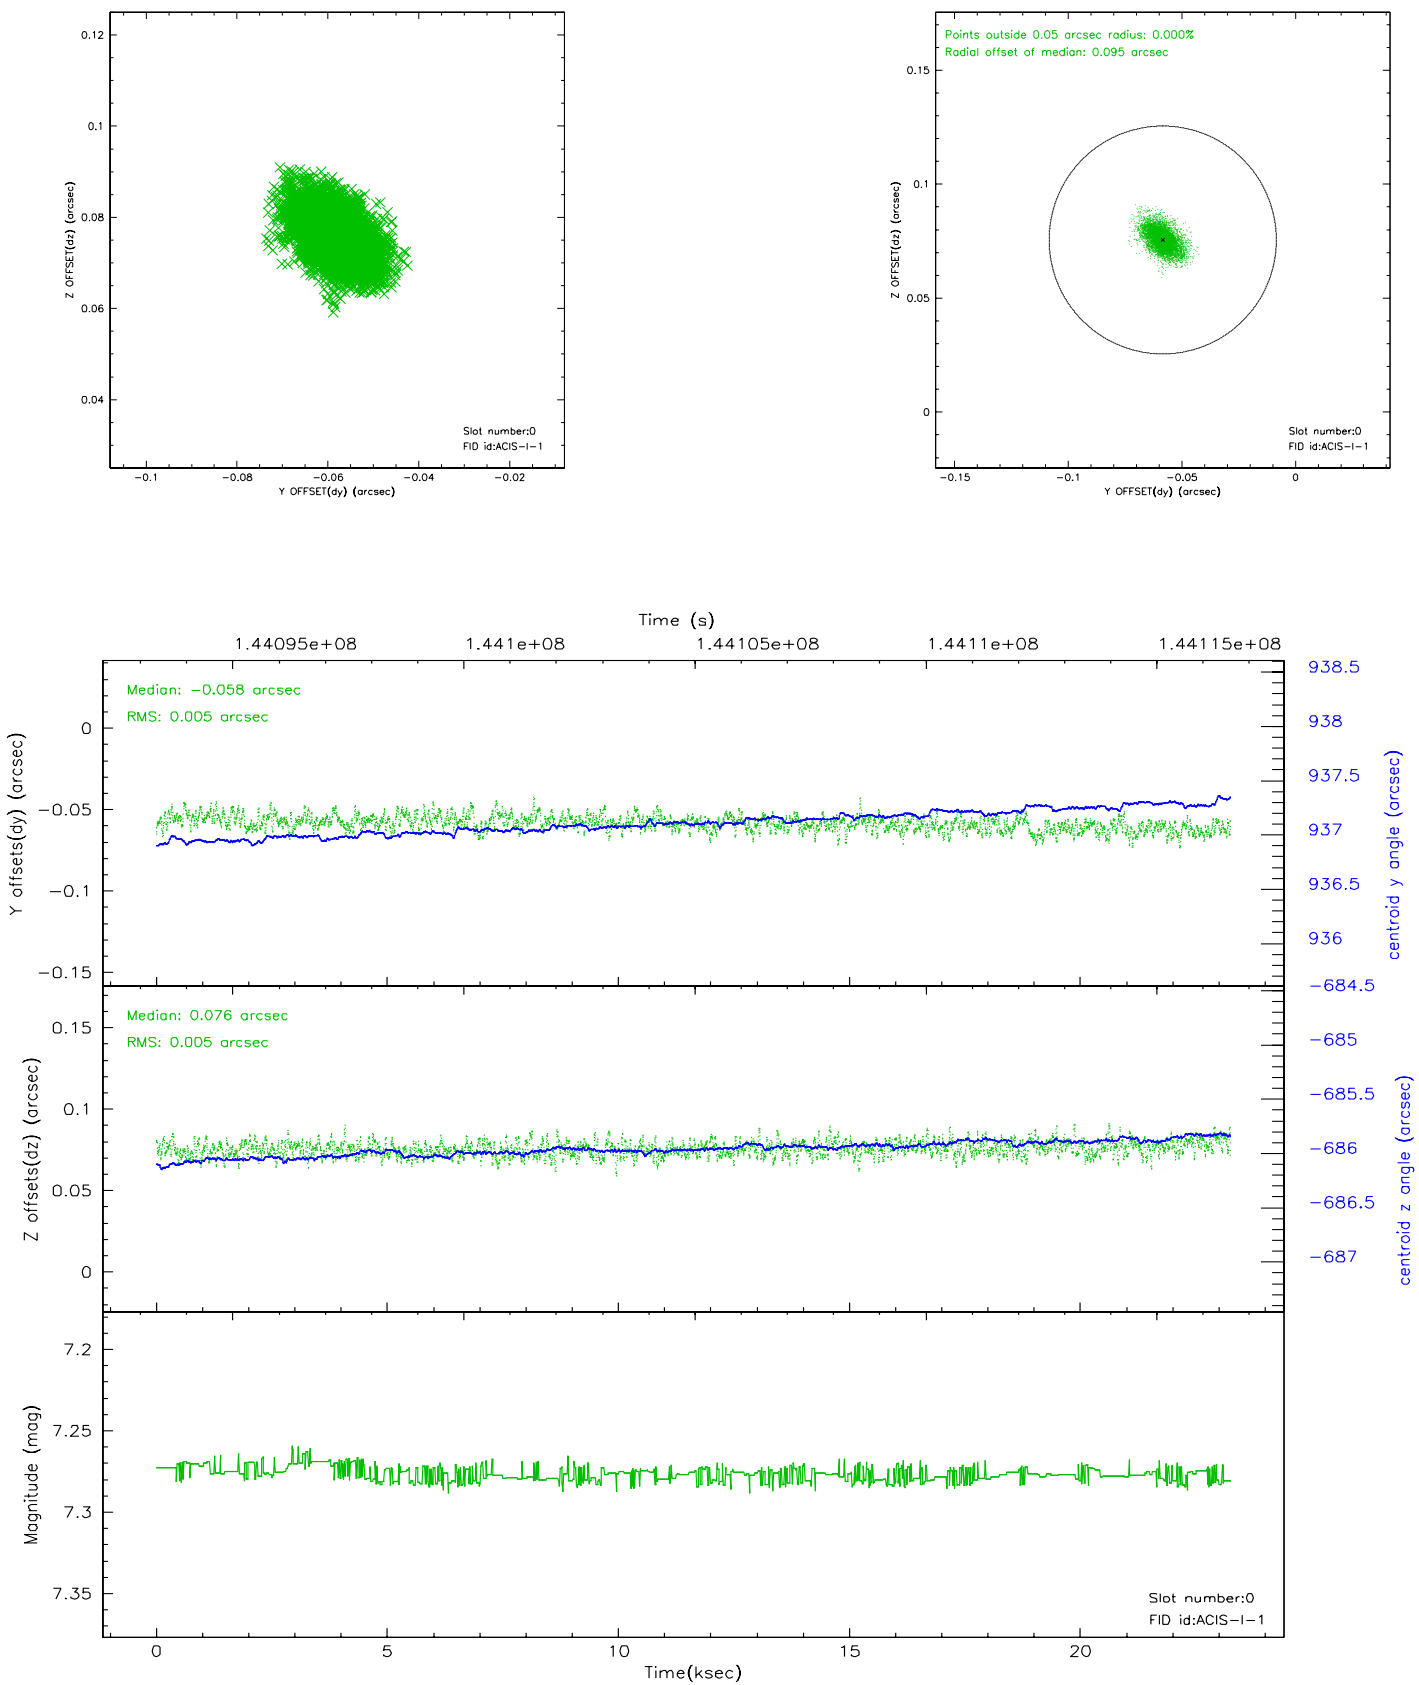 0.12
0.1
0.08
0.06
0.04
Z OFFSET(dz) (arcsec)
Slot number:0
FID id:ACIS-I-1
-0.1
-0.08
-0.06
-0.04
-0.02
Y OFFSET(dy) (arcsec)
Points outside 0.05 arcsec radius: 0.000%
Radial offset of median: 0.095 arcsec
0.15
0.1
0.05
0
Z OFFSET(dz) (arcsec)
Slot number:0
FID id:ACIS-I-1
-0.15
-0.1
-0.05
0
Y OFFSET(dy) (arcsec)
Time (s)
1.44095e+08
1.441e+08
1.44105e+08
1.4411e+08
1.44115e+08
Median: -0.058 arcsec
RMS: 0.005 arcsec
0
-0.05
-0.1
-0.15
Y offsets(dy) (arcsec)
938.5
938
937.5
937
936.5
936
centroid y angle (arcsec)
Median: 0.076 arcsec
RMS: 0.005 arcsec
0.15
0.1
0.05
0
Z offsets(dz) (arcsec)
-684.5
-685
-685.5
-686
-686.5
-687
centroid z angle (arcsec)
7.2
7.25
7.3
7.35
Magnitude (mag)
Slot number:0
FID id:ACIS-I-1
0
5
10
15
20
Time(ksec)